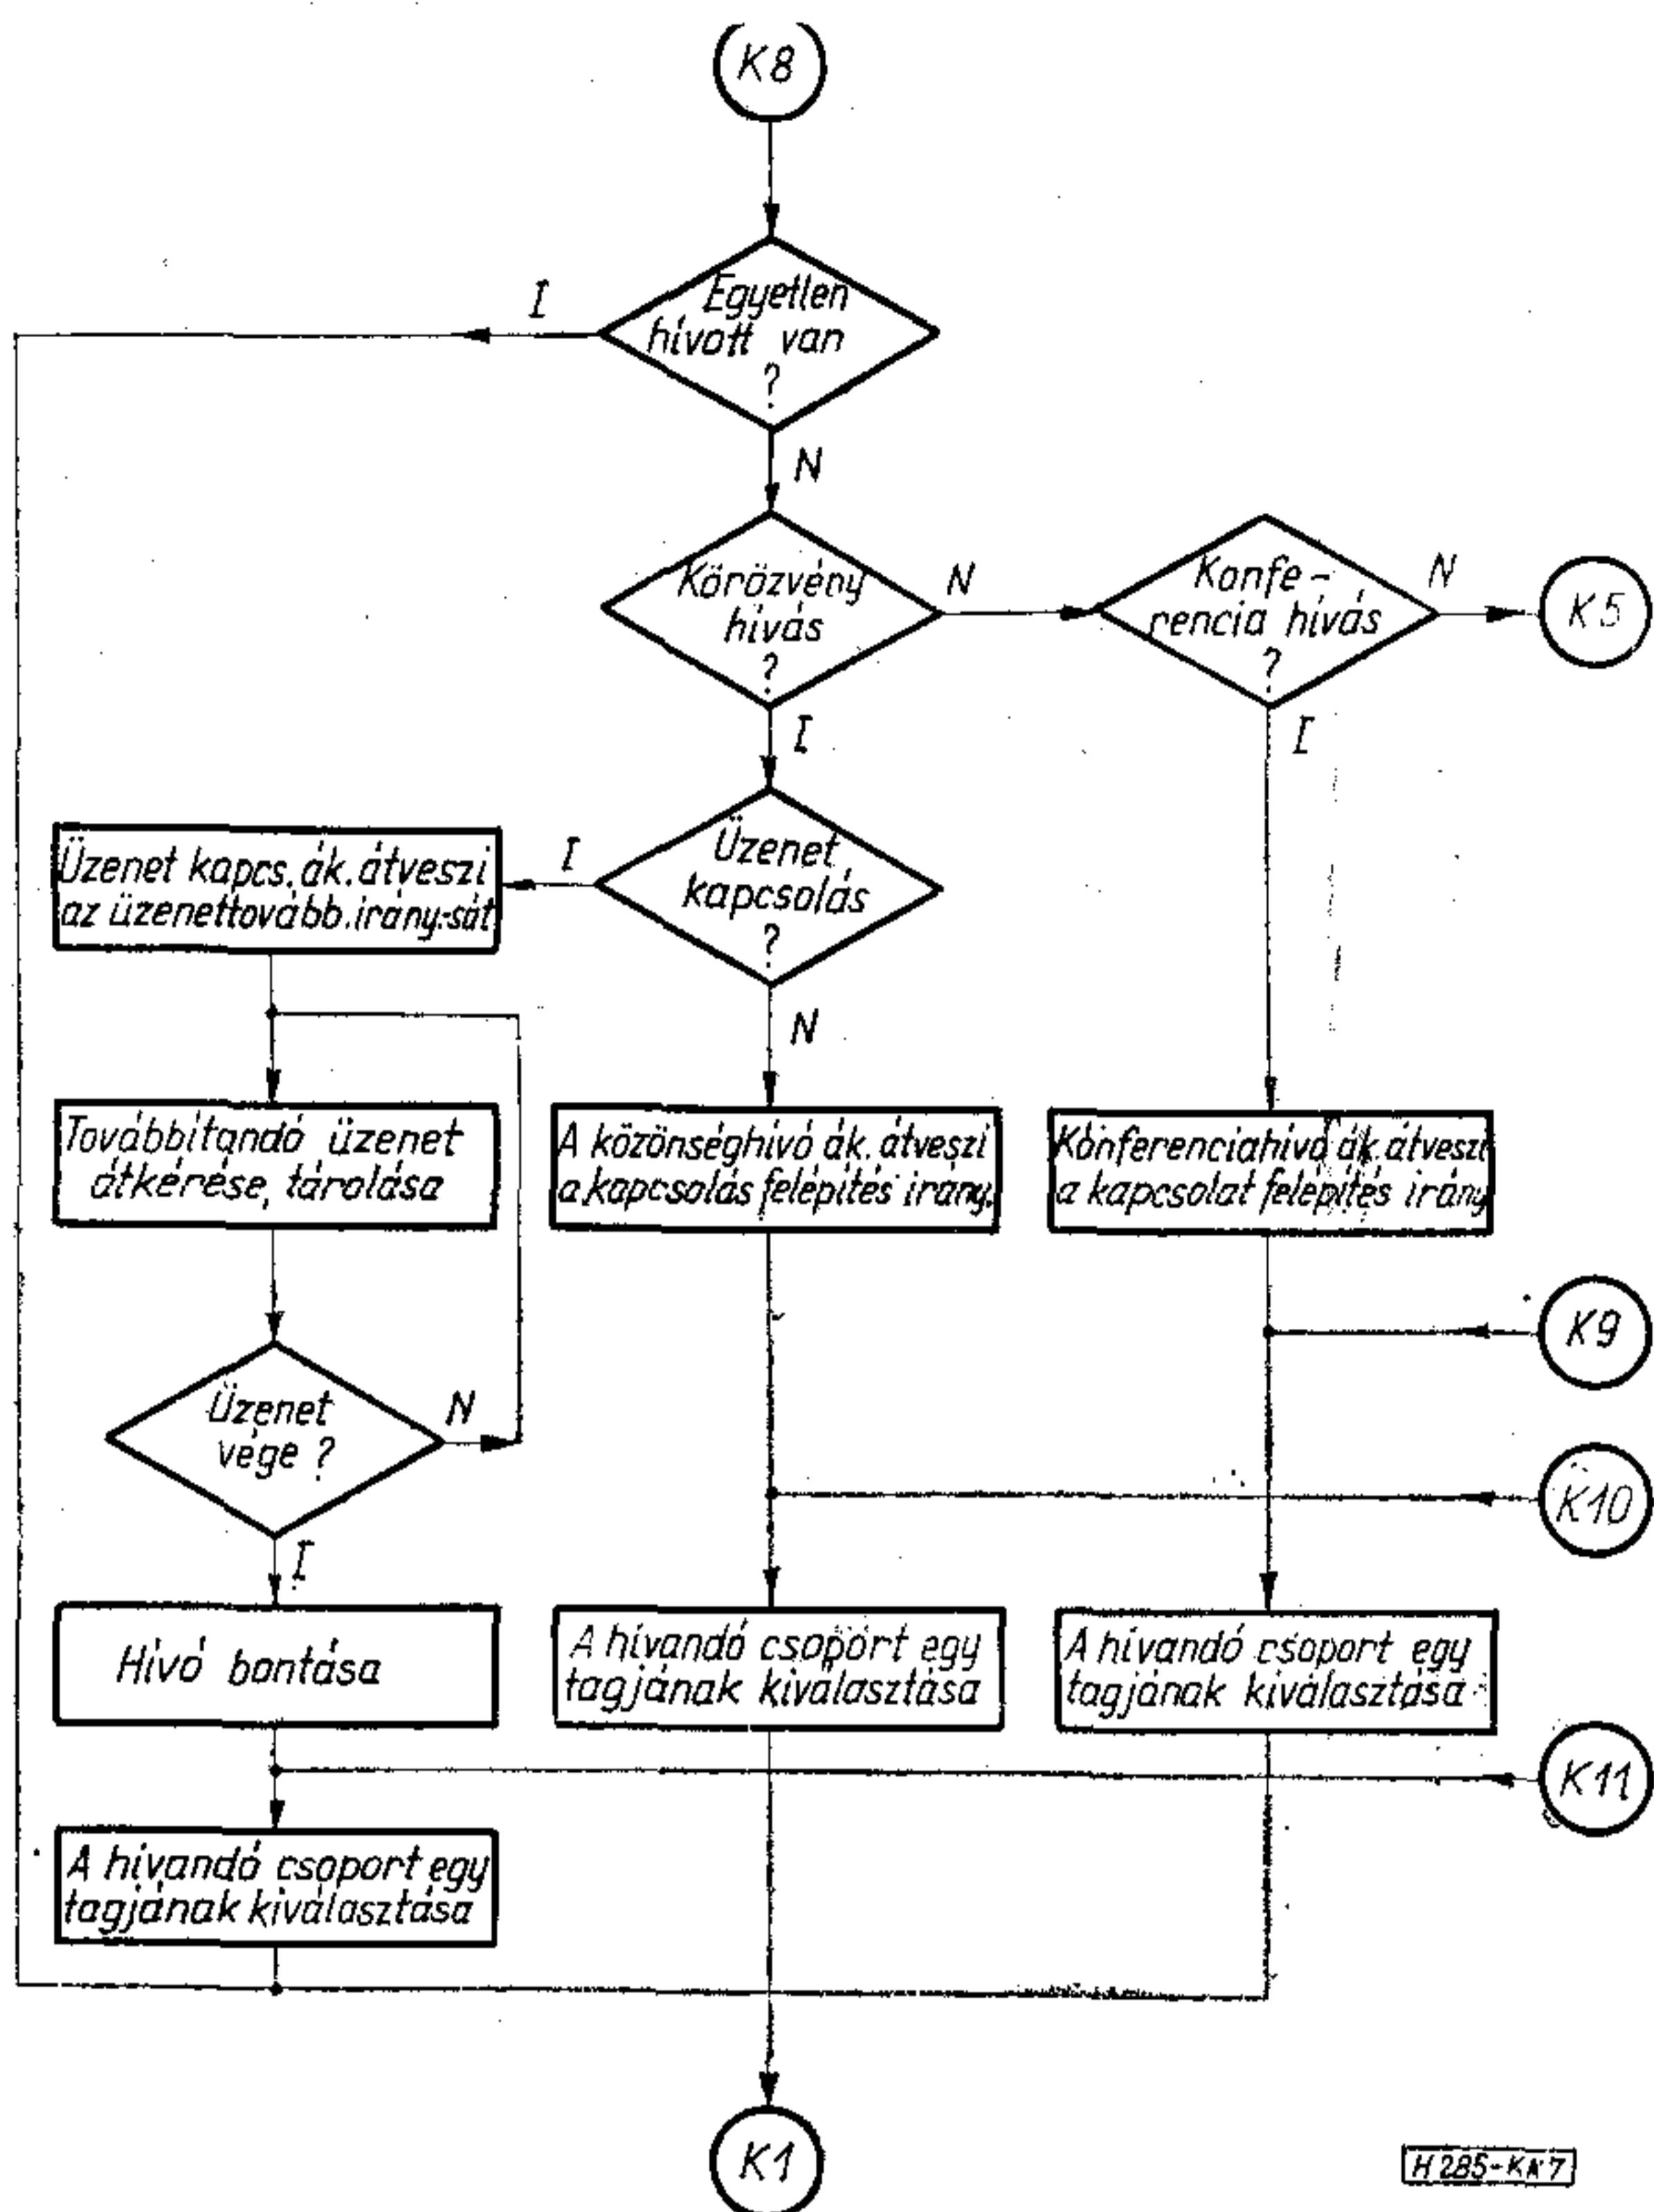 K8
Egyetlen
hívott van
?
I
N
Körözvény
hívás
?
N
Konfe-
rencia hívás
?
N
K5
I
I
Üzenet
kapcsolás
?
I
Üzenet kapcs. ák. átveszi
az üzenettovább. irány.-sát
N
Továbbítandó üzenet
átkérése, tárolása
A közönséghívó ák. átveszi
a kapcsolás felépítés irány.
Konferenciahívó ák. átveszi
a kapcsolat felépítés irány
K9
Üzenet
vége ?
N
K10
I
Hívó bontása
A hívandó csoport egy
tagjának kiválasztása
A hívandó csoport egy
tagjának kiválasztása
K11
A hívandó csoport egy
tagjának kiválasztása
K1